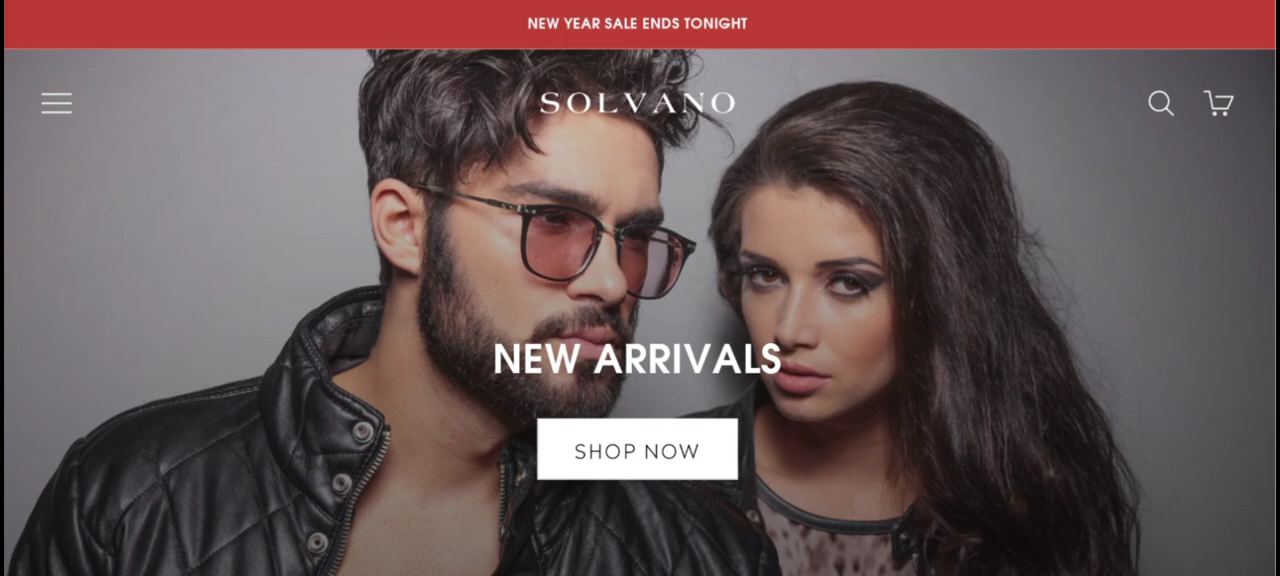 NEW YEAR SALE ENDS TONIGHT
SOLVANO
NEW ARRIVALS
SHOP NOW